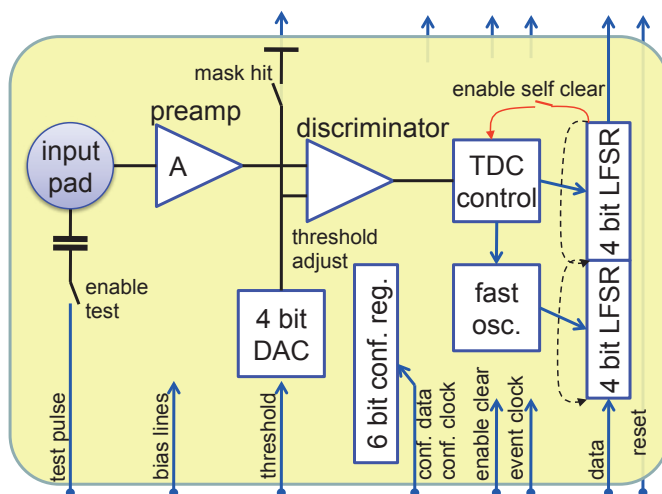 mask hit
enable self clear
preamp
discriminator
input
pad
A
TDC
control
4 bit LFSR
threshold
adjust
enable
test
4 bit
DAC
6 bit conf. reg.
fast
osc.
4 bit LFSR
test pulse
bias lines
threshold
conf. data
conf. clock
enable clear
event clock
data
reset